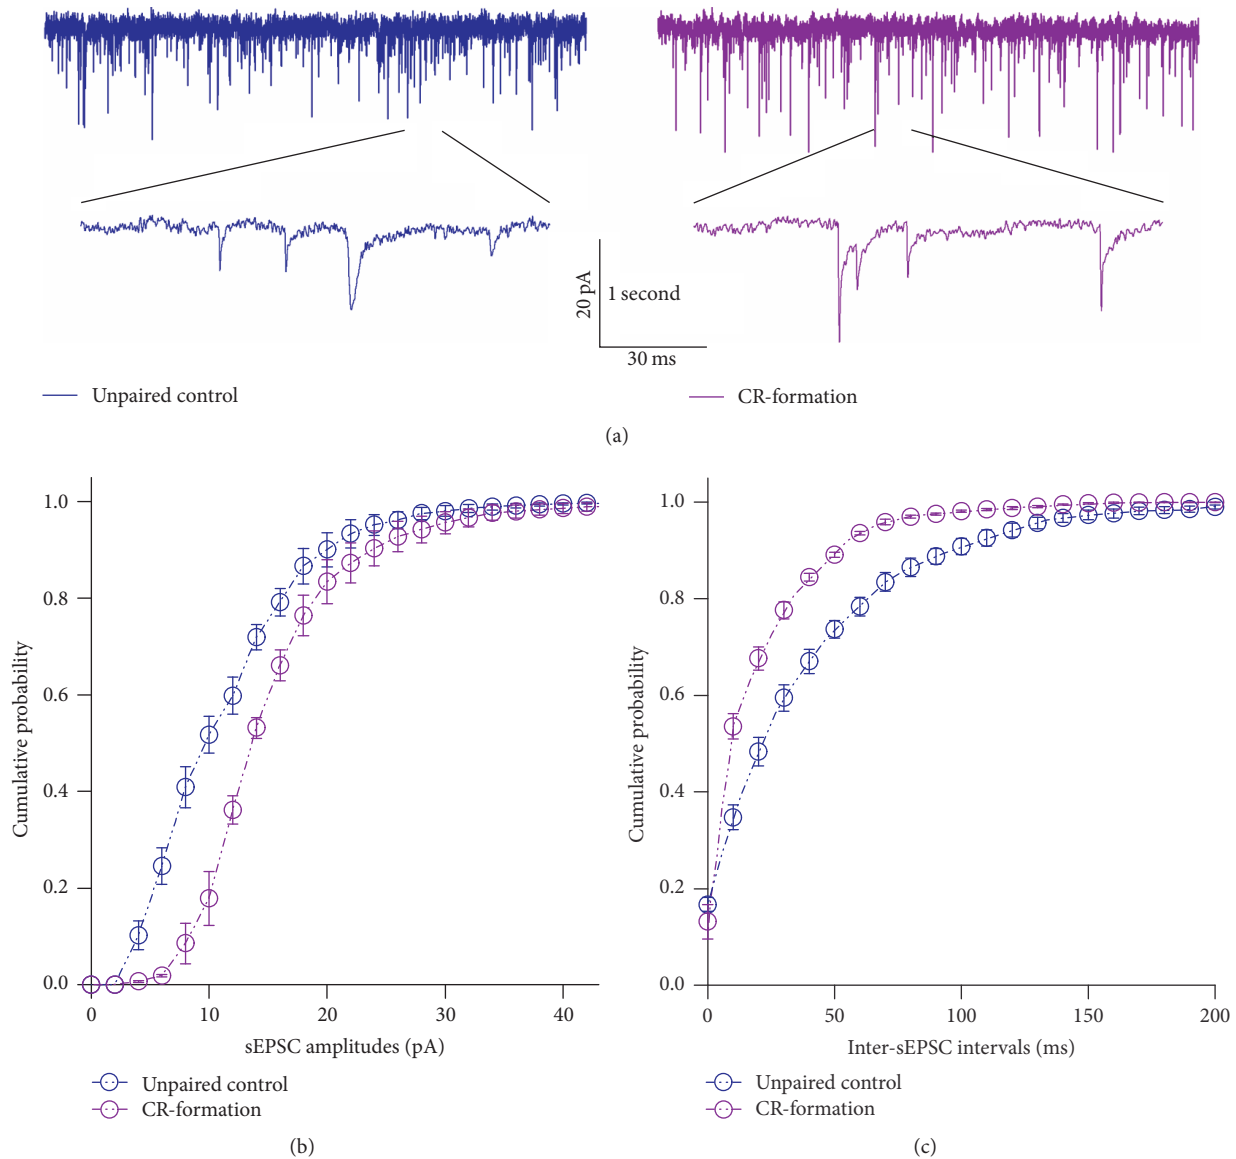 20 pA
1 second
30 ms
Unpaired control
CR-formation
(a)
Cumulative probability
1.0
0.8
0.6
0.4
0.2
0.0
0 10 20 30 40
sEPSC amplitudes (pA)
Unpaired control
CR-formation
(b)
Cumulative probability
1.0
0.8
0.6
0.4
0.2
0.0
0 50 100 150 200
Inter-sEPSC intervals (ms)
Unpaired control
CR-formation
(c)